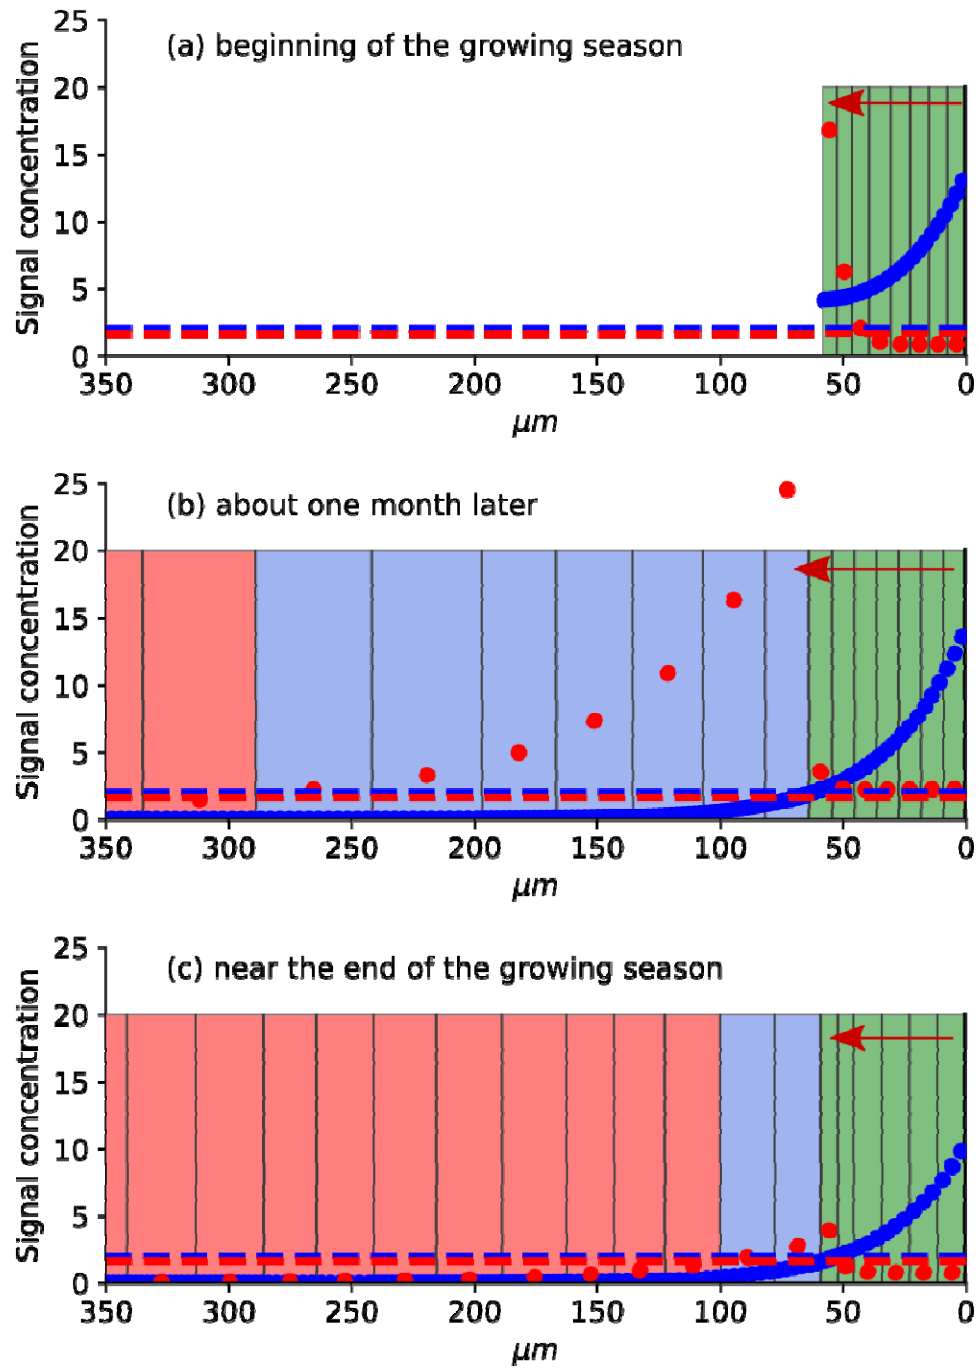 (a) beginning of the growing season
Signal concentration
25
20
15
10
5
0
350 300 250 200 150 100 50 0
μm
(b) about one month later
Signal concentration
25
20
15
10
5
0
350 300 250 200 150 100 50 0
μm
(c) near the end of the growing season
Signal concentration
25
20
15
10
5
0
350 300 250 200 150 100 50 0
μm